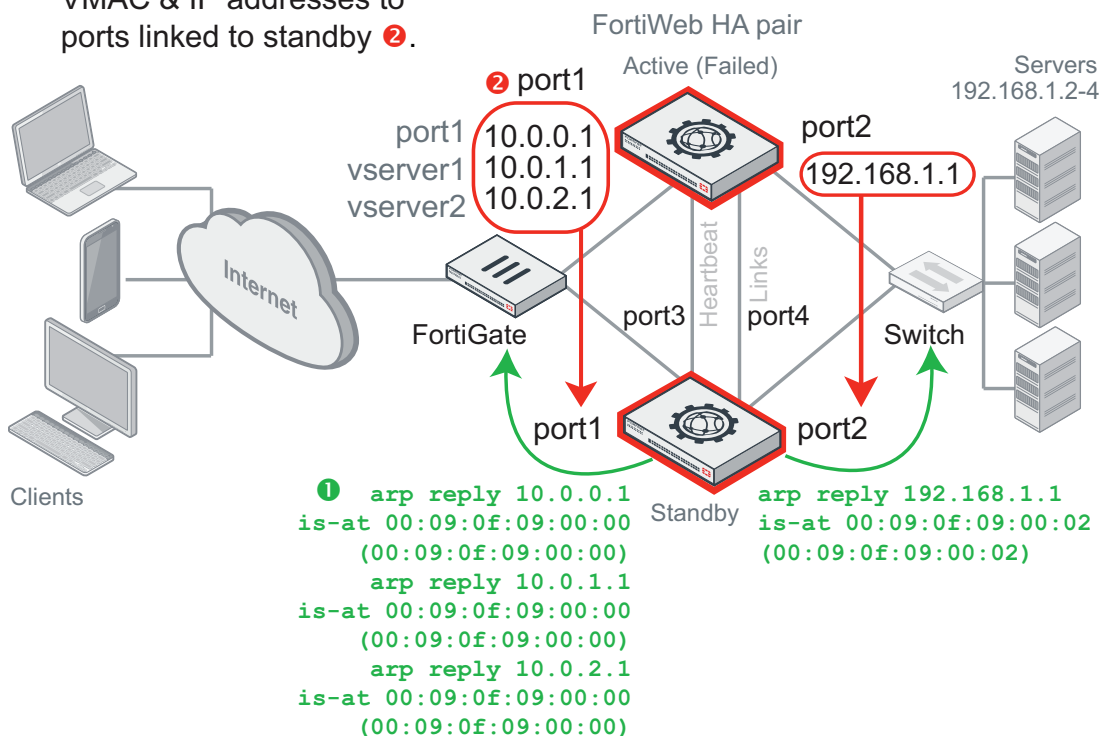 VMAC & IP addresses to
ports linked to standby ❷.
FortiWeb HA pair
Active (Failed)
Servers
192.168.1.2-4
❷ port1
port1 10.0.0.1
vserver1 10.0.1.1
vserver2 10.0.2.1
port2
192.168.1.1
Internet
Heartbeat
Links
FortiGate
port3
port4
Switch
port1
port2
Clients
Standby
❶ arp reply 10.0.0.1
is-at 00:09:0f:09:00:00
(00:09:0f:09:00:00)
arp reply 10.0.1.1
is-at 00:09:0f:09:00:00
(00:09:0f:09:00:00)
arp reply 10.0.2.1
is-at 00:09:0f:09:00:00
(00:09:0f:09:00:00)
arp reply 192.168.1.1
is-at 00:09:0f:09:00:02
(00:09:0f:09:00:02)